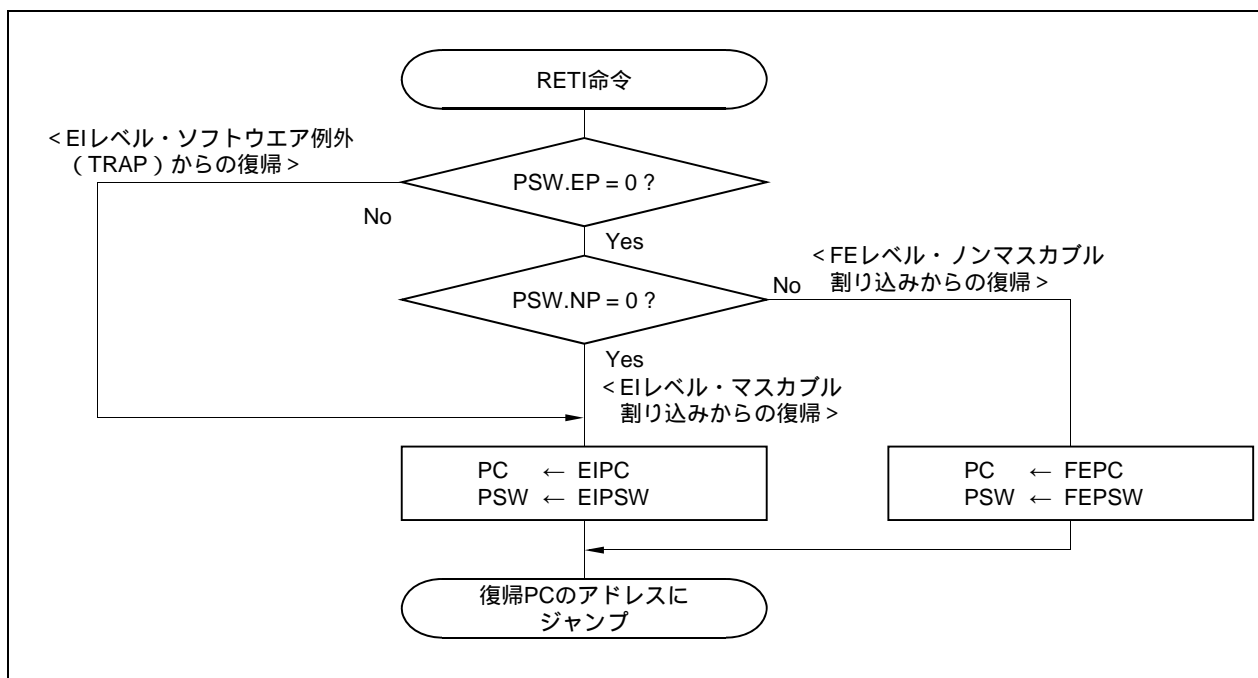 RETI命令
<EIレベル・ソフトウエア例外
（TRAP）からの復帰>
PSW.EP = 0 ?
No
Yes
<FEレベル・ノンマスカブル
割り込みからの復帰>
No
PSW.NP = 0 ?
Yes
<EIレベル・マスカブル
割り込みからの復帰>
PC ← EIPC
PSW ← EIPSW
PC ← FEPC
PSW ← FEPSW
復帰PCのアドレスに
ジャンプ